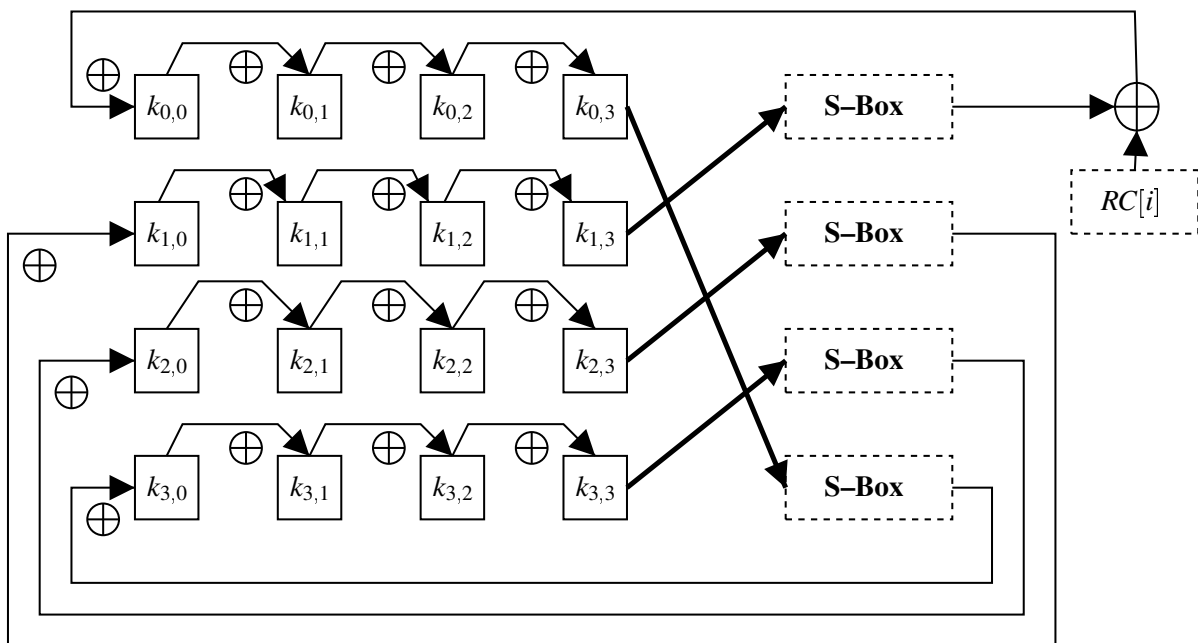 k0,0 k0,1 k0,2 k0,3 S–Box
RC[i]
k1,0 k1,1 k1,2 k1,3 S–Box
k2,0 k2,1 k2,2 k2,3 S–Box
k3,0 k3,1 k3,2 k3,3 S–Box